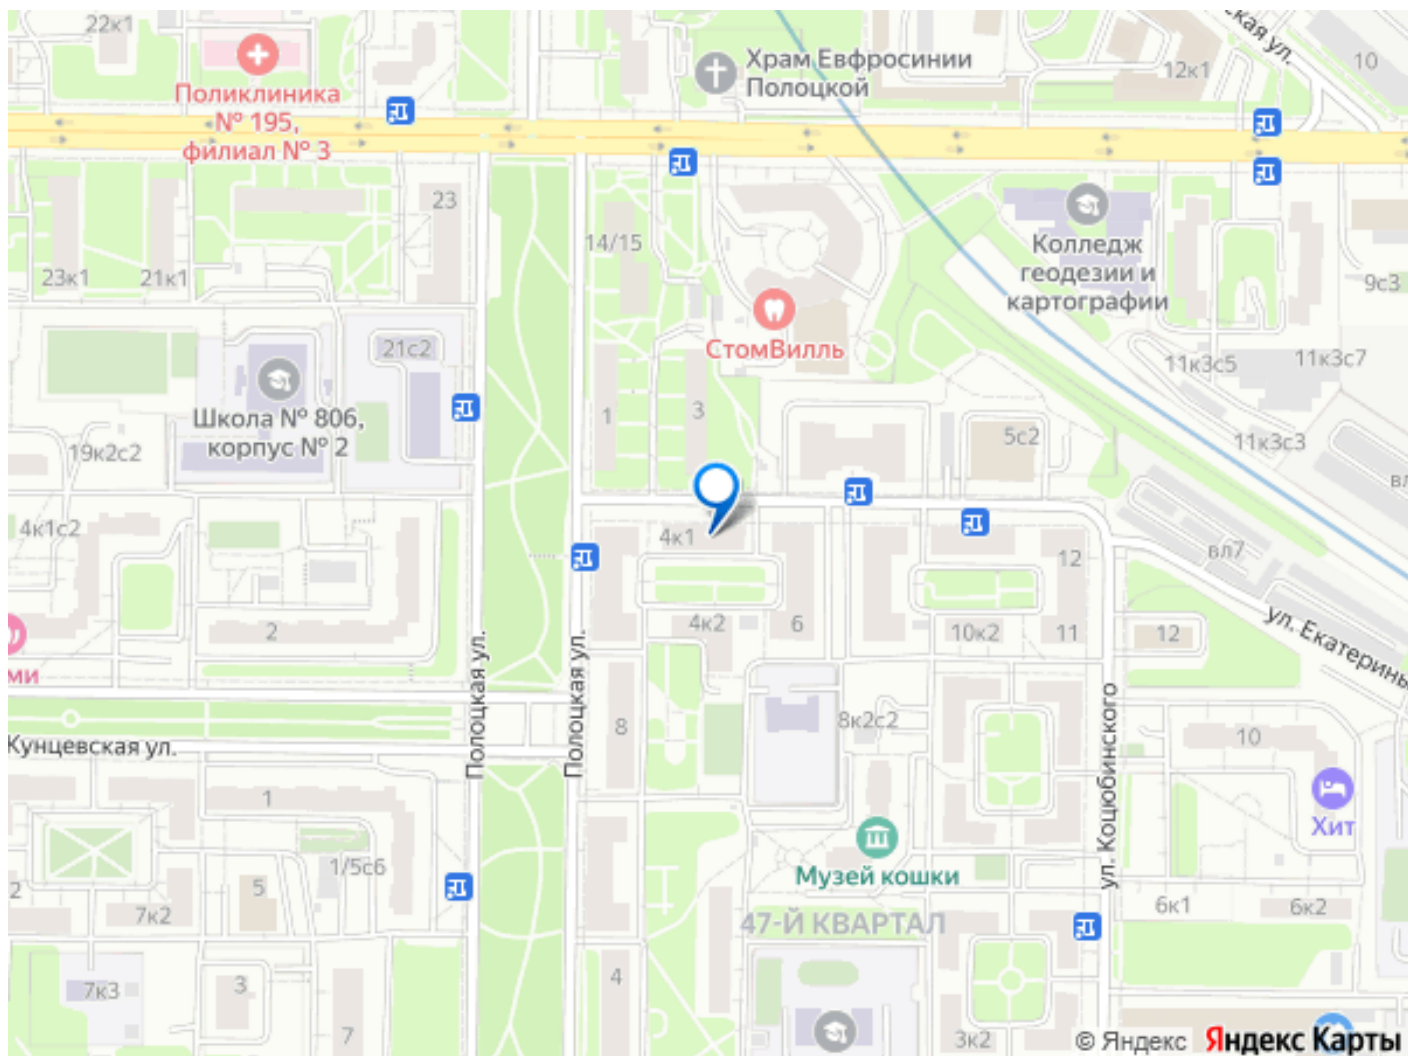 22к1
ская ул.
10
12к1
Храм Евфросинии
Полоцкой
Поликлиника
№ 195,
филиал № 3
23
14/15
23к1
21к1
Колледж
геодезии и
картографии
9с3
СтомВилль
21с2
11к3с5
11к3с7
Школа № 806,
корпус № 2
1
3
5с2
11к3с3
19к2с2
4к1с2
4к1
12
вл7
2
4к2
6
10к2
11
12
ул. Екатерины
ми
Полоцкая ул.
Полоцкая ул.
8
8к2с2
ул. Коцюбинского
10
Кунцевская ул.
1
Хит
1/5с6
Музей кошки
2
5
7к2
6к1
6к2
47-Й КВАРТАЛ
7к3
3
4
7
3к2
© Яндекс Яндекс Карты